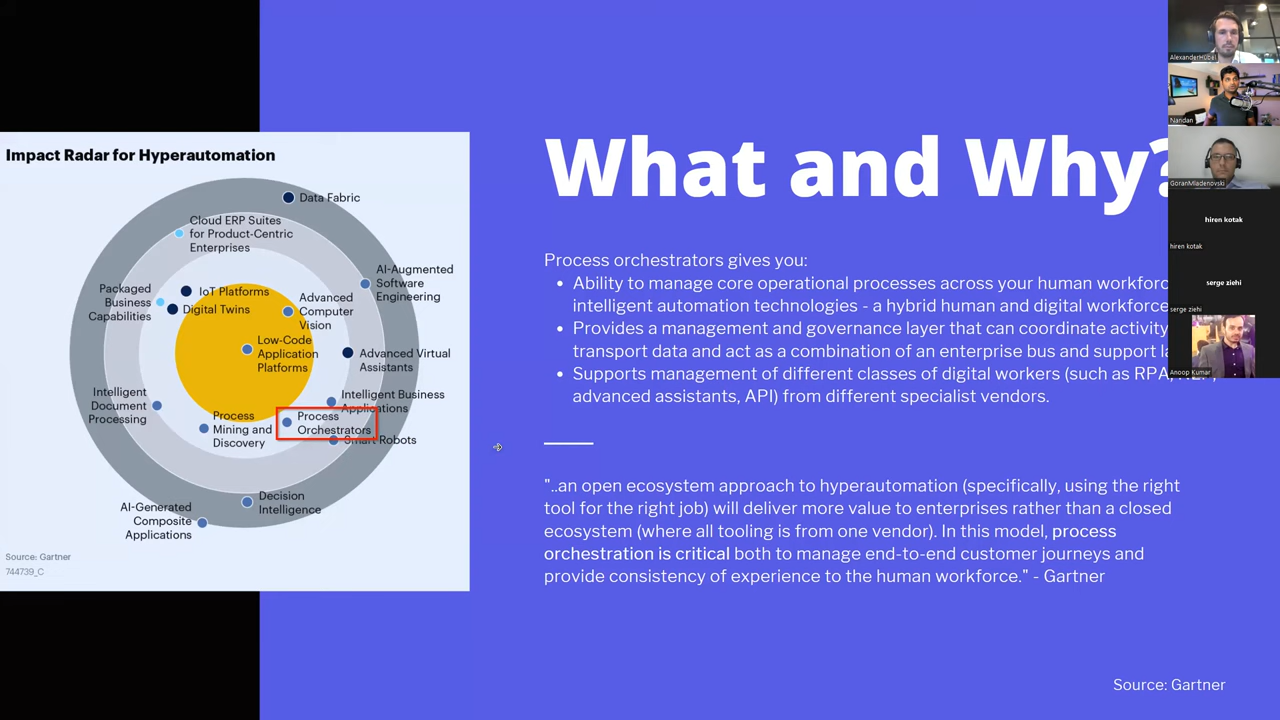 Impact Radar for Hyperautomation
Data Fabric
Cloud ERP Suites
for Product-Centric
Enterprises
AI-Augmented
Software
Engineering
Packaged
Business
Capabilities
IoT Platforms
Digital Twins
Advanced
Computer
Vision
Low-Code
Application
Platforms
Advanced Virtual
Assistants
Intelligent
Document
Processing
Intelligent Business
Applications
Process
Mining and
Discovery
Process
Orchestrators
Smart Robots
Decision
Intelligence
AI-Generated
Composite
Applications
Source: Gartner
744739_C
What and Why?
Process orchestrators gives you:
• Ability to manage core operational processes across your human workforc
intelligent automation technologies - a hybrid human and digital workforce
• Provides a management and governance layer that can coordinate activity
transport data and act as a combination of an enterprise bus and support
• Supports management of different classes of digital workers (such as RPA,
advanced assistants, API) from different specialist vendors.
"..an open ecosystem approach to hyperautomation (specifically, using the right
tool for the right job) will deliver more value to enterprises rather than a closed
ecosystem (where all tooling is from one vendor). In this model, process
orchestration is critical both to manage end-to-end customer journeys and
provide consistency of experience to the human workforce." - Gartner
Source: Gartner
AlexanderHübel
Nandan
GoranMladenovski
hiren kotak
hiren kotak
serge ziehi
serge ziehi
Anoop Kumar